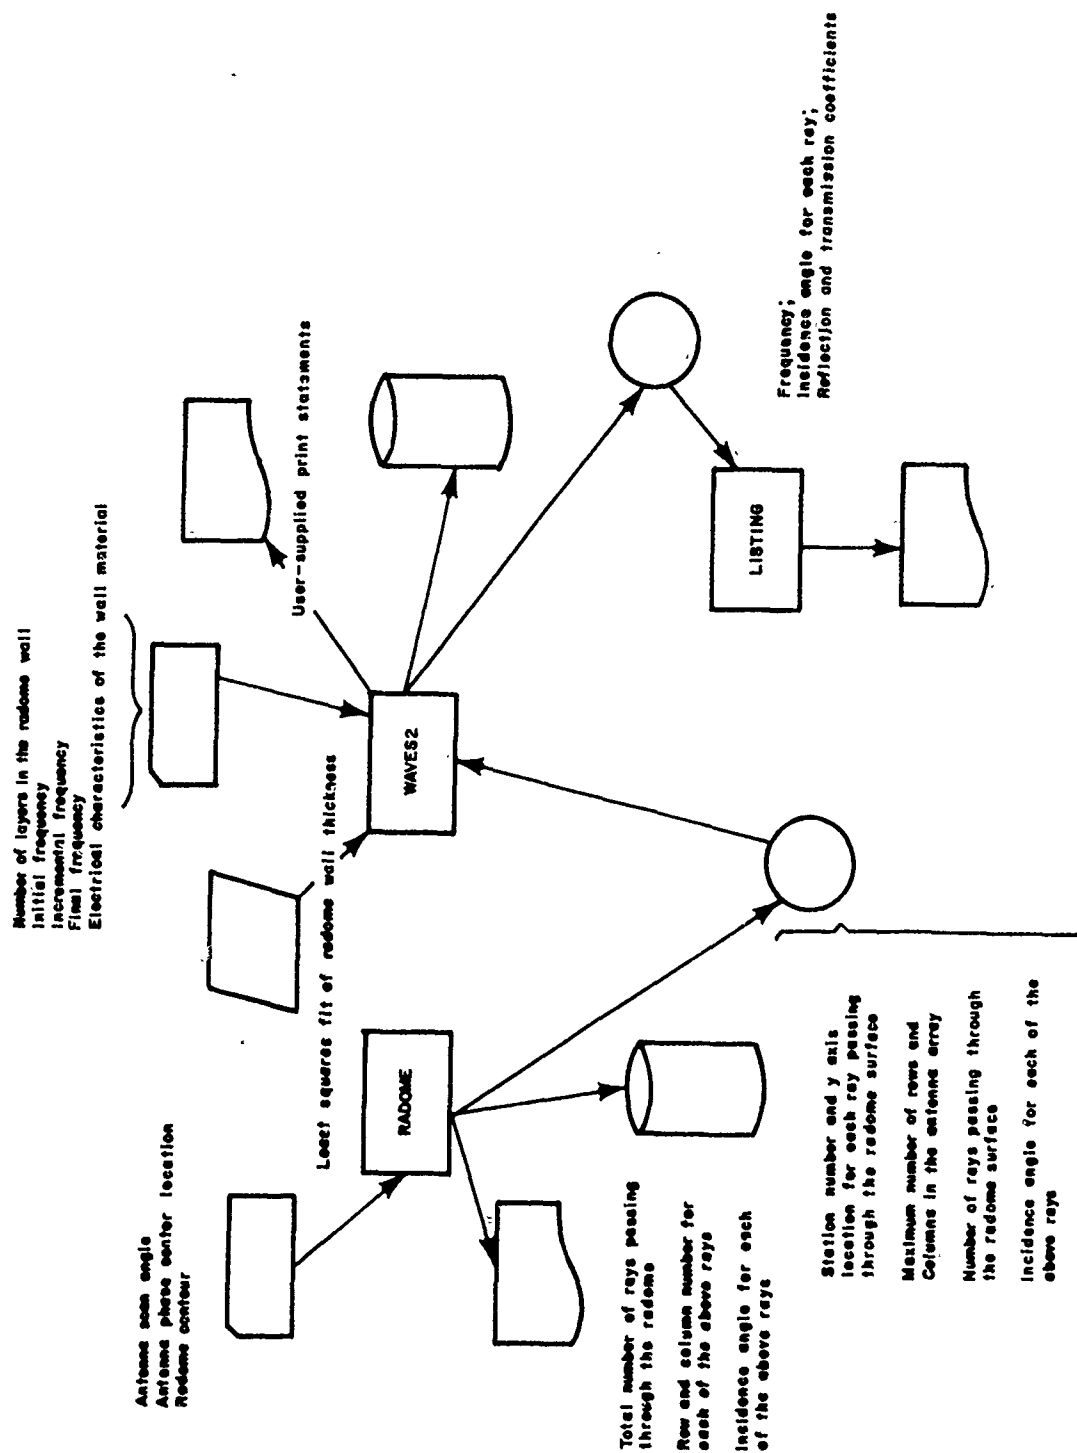 Antenna scan angle
Antenna phase center location
Radome contour
RADOME
Total number of rays passing
through the radome
Row and column number for
each of the above rays
Incidence angle for each
of the above rays
Least squares fit of radome wall thickness
Number of layers in the radome wall
Initial frequency
Incremental frequency
Final frequency
Electrical characteristics of the wall material
WAVES2
User-supplied print statements
Station number and y axis
location for each ray passing
through the radome surface
Maximum number of rows and
Columns in the antenna array
Number of rays passing through
the radome surface
Incidence angle for each of the
above rays
LISTING
Frequency;
Incidence angle for each ray;
Reflection and transmission coefficients